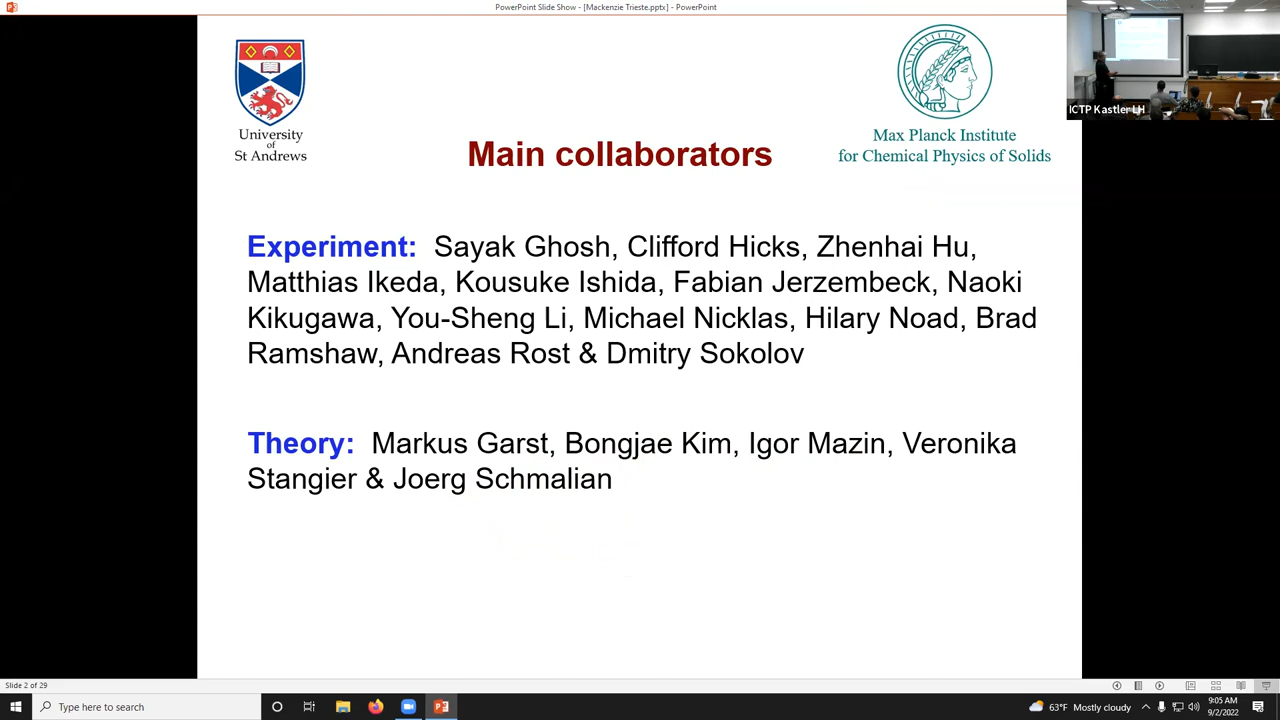 PowerPoint Slide Show - [Mackenzie Trieste.pptx] - PowerPoint
ICTP Kastler LH
University
of
St Andrews
Max Planck Institute
for Chemical Physics of Solids
Main collaborators
Experiment: Sayak Ghosh, Clifford Hicks, Zhenhai Hu,
Matthias Ikeda, Kousuke Ishida, Fabian Jerzembeck, Naoki
Kikugawa, You-Sheng Li, Michael Nicklas, Hilary Noad, Brad
Ramshaw, Andreas Rost & Dmitry Sokolov
Theory: Markus Garst, Bongjae Kim, Igor Mazin, Veronika
Stangier & Joerg Schmalian
Slide 2 of 29
Type here to search
63°F Mostly cloudy
9:05 AM
9/2/2022